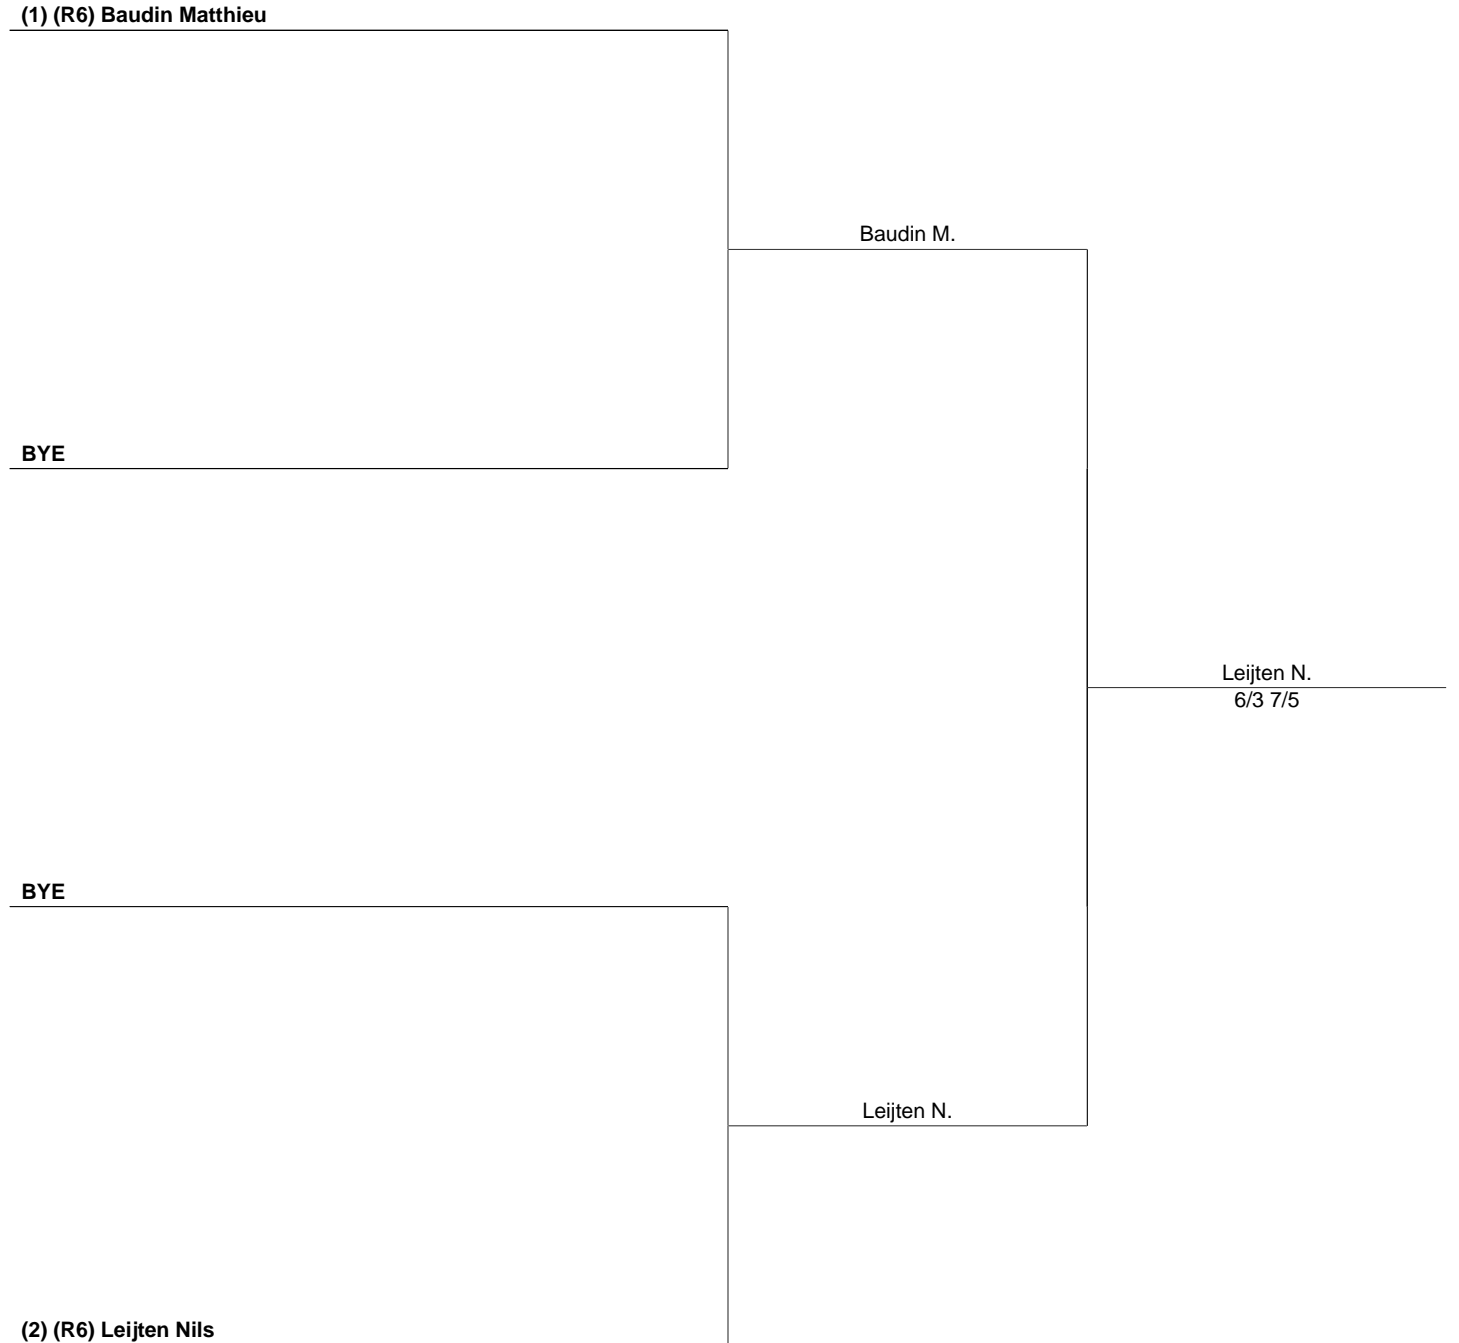 (1) (R6) Baudin Matthieu
Baudin M.
BYE
Leijten N.
6/3 7/5
BYE
Leijten N.
(2) (R6) Leijten Nils